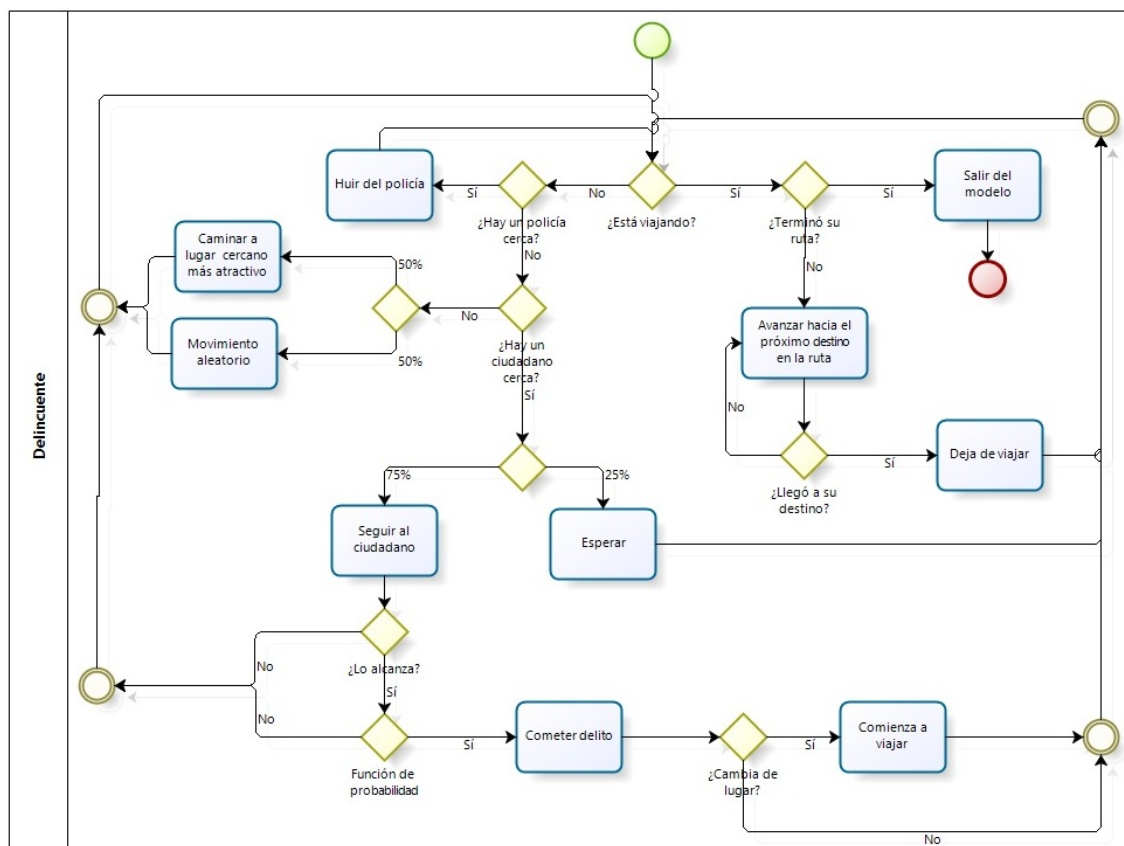 Delincuente
Huir del policía
Sí
¿Hay un policía
cerca?
No
¿Está viajando?
Sí
¿Terminó su
ruta?
Sí
Salir del
modelo
No
No
Caminar a
lugar cercano
más atractivo
50%
Movimiento
aleatorio
50%
No
¿Hay un
ciudadano
cerca?
Sí
Avanzar hacia el
próximo destino
en la ruta
No
¿Llegó a su
destino?
Sí
Deja de viajar
75%
25%
Seguir al
ciudadano
Esperar
¿Lo alcanza?
No
Sí
No
Función de
probabilidad
Sí
Cometer delito
¿Cambia de
lugar?
Sí
Comienza a
viajar
No